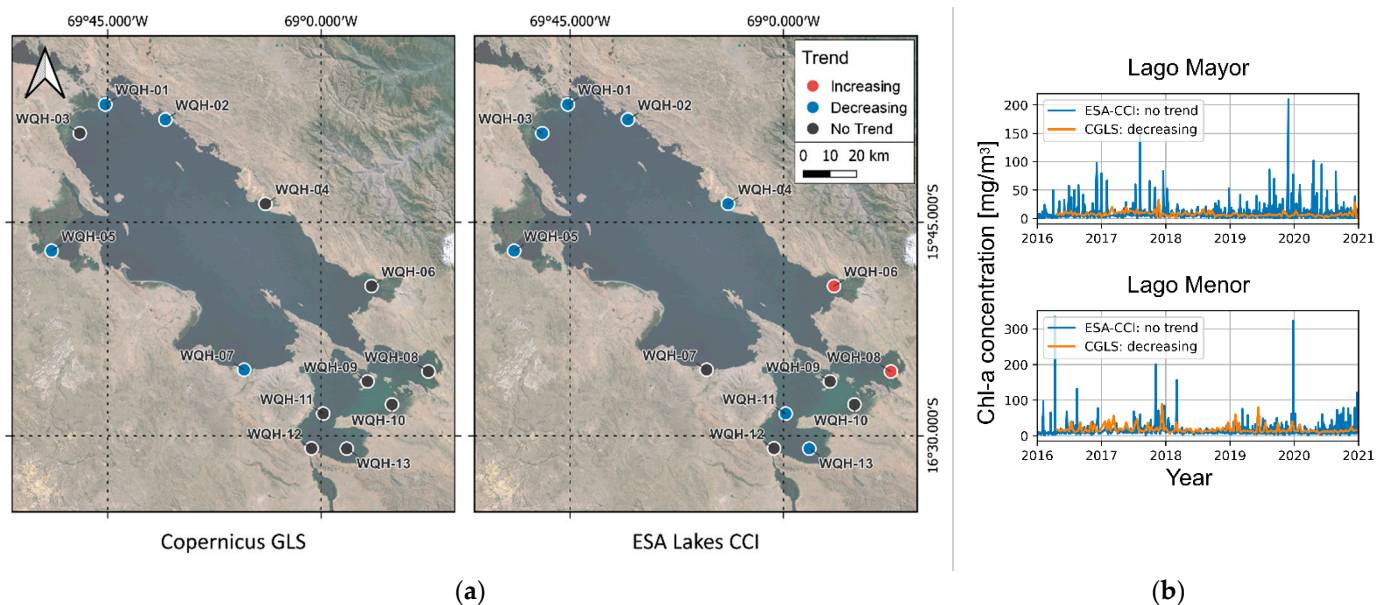 69°45.000'W
69°0.000'W
69°45.000'W
69°0.000'W
WQH-01
WQH-02
WQH-03
WQH-04
WQH-05
WQH-06
WQH-07
WQH-08
WQH-09
WQH-10
WQH-11
WQH-12
WQH-13
WQH-01
WQH-02
WQH-03
WQH-04
WQH-05
WQH-06
WQH-07
WQH-08
WQH-09
WQH-10
WQH-11
WQH-12
WQH-13
Trend
Increasing
Decreasing
No Trend
0 10 20 km
15°45.000'S
16°30.000'S
Copernicus GLS
ESA Lakes CCI
(a)
Lago Mayor
ESA-CCI: no trend
CGLS: decreasing
200
150
100
50
0
2016 2017 2018 2019 2020 2021
Lago Menor
ESA-CCI: no trend
CGLS: decreasing
300
200
100
0
2016 2017 2018 2019 2020 2021
Chl-a concentration [mg/m³]
Year
(b)